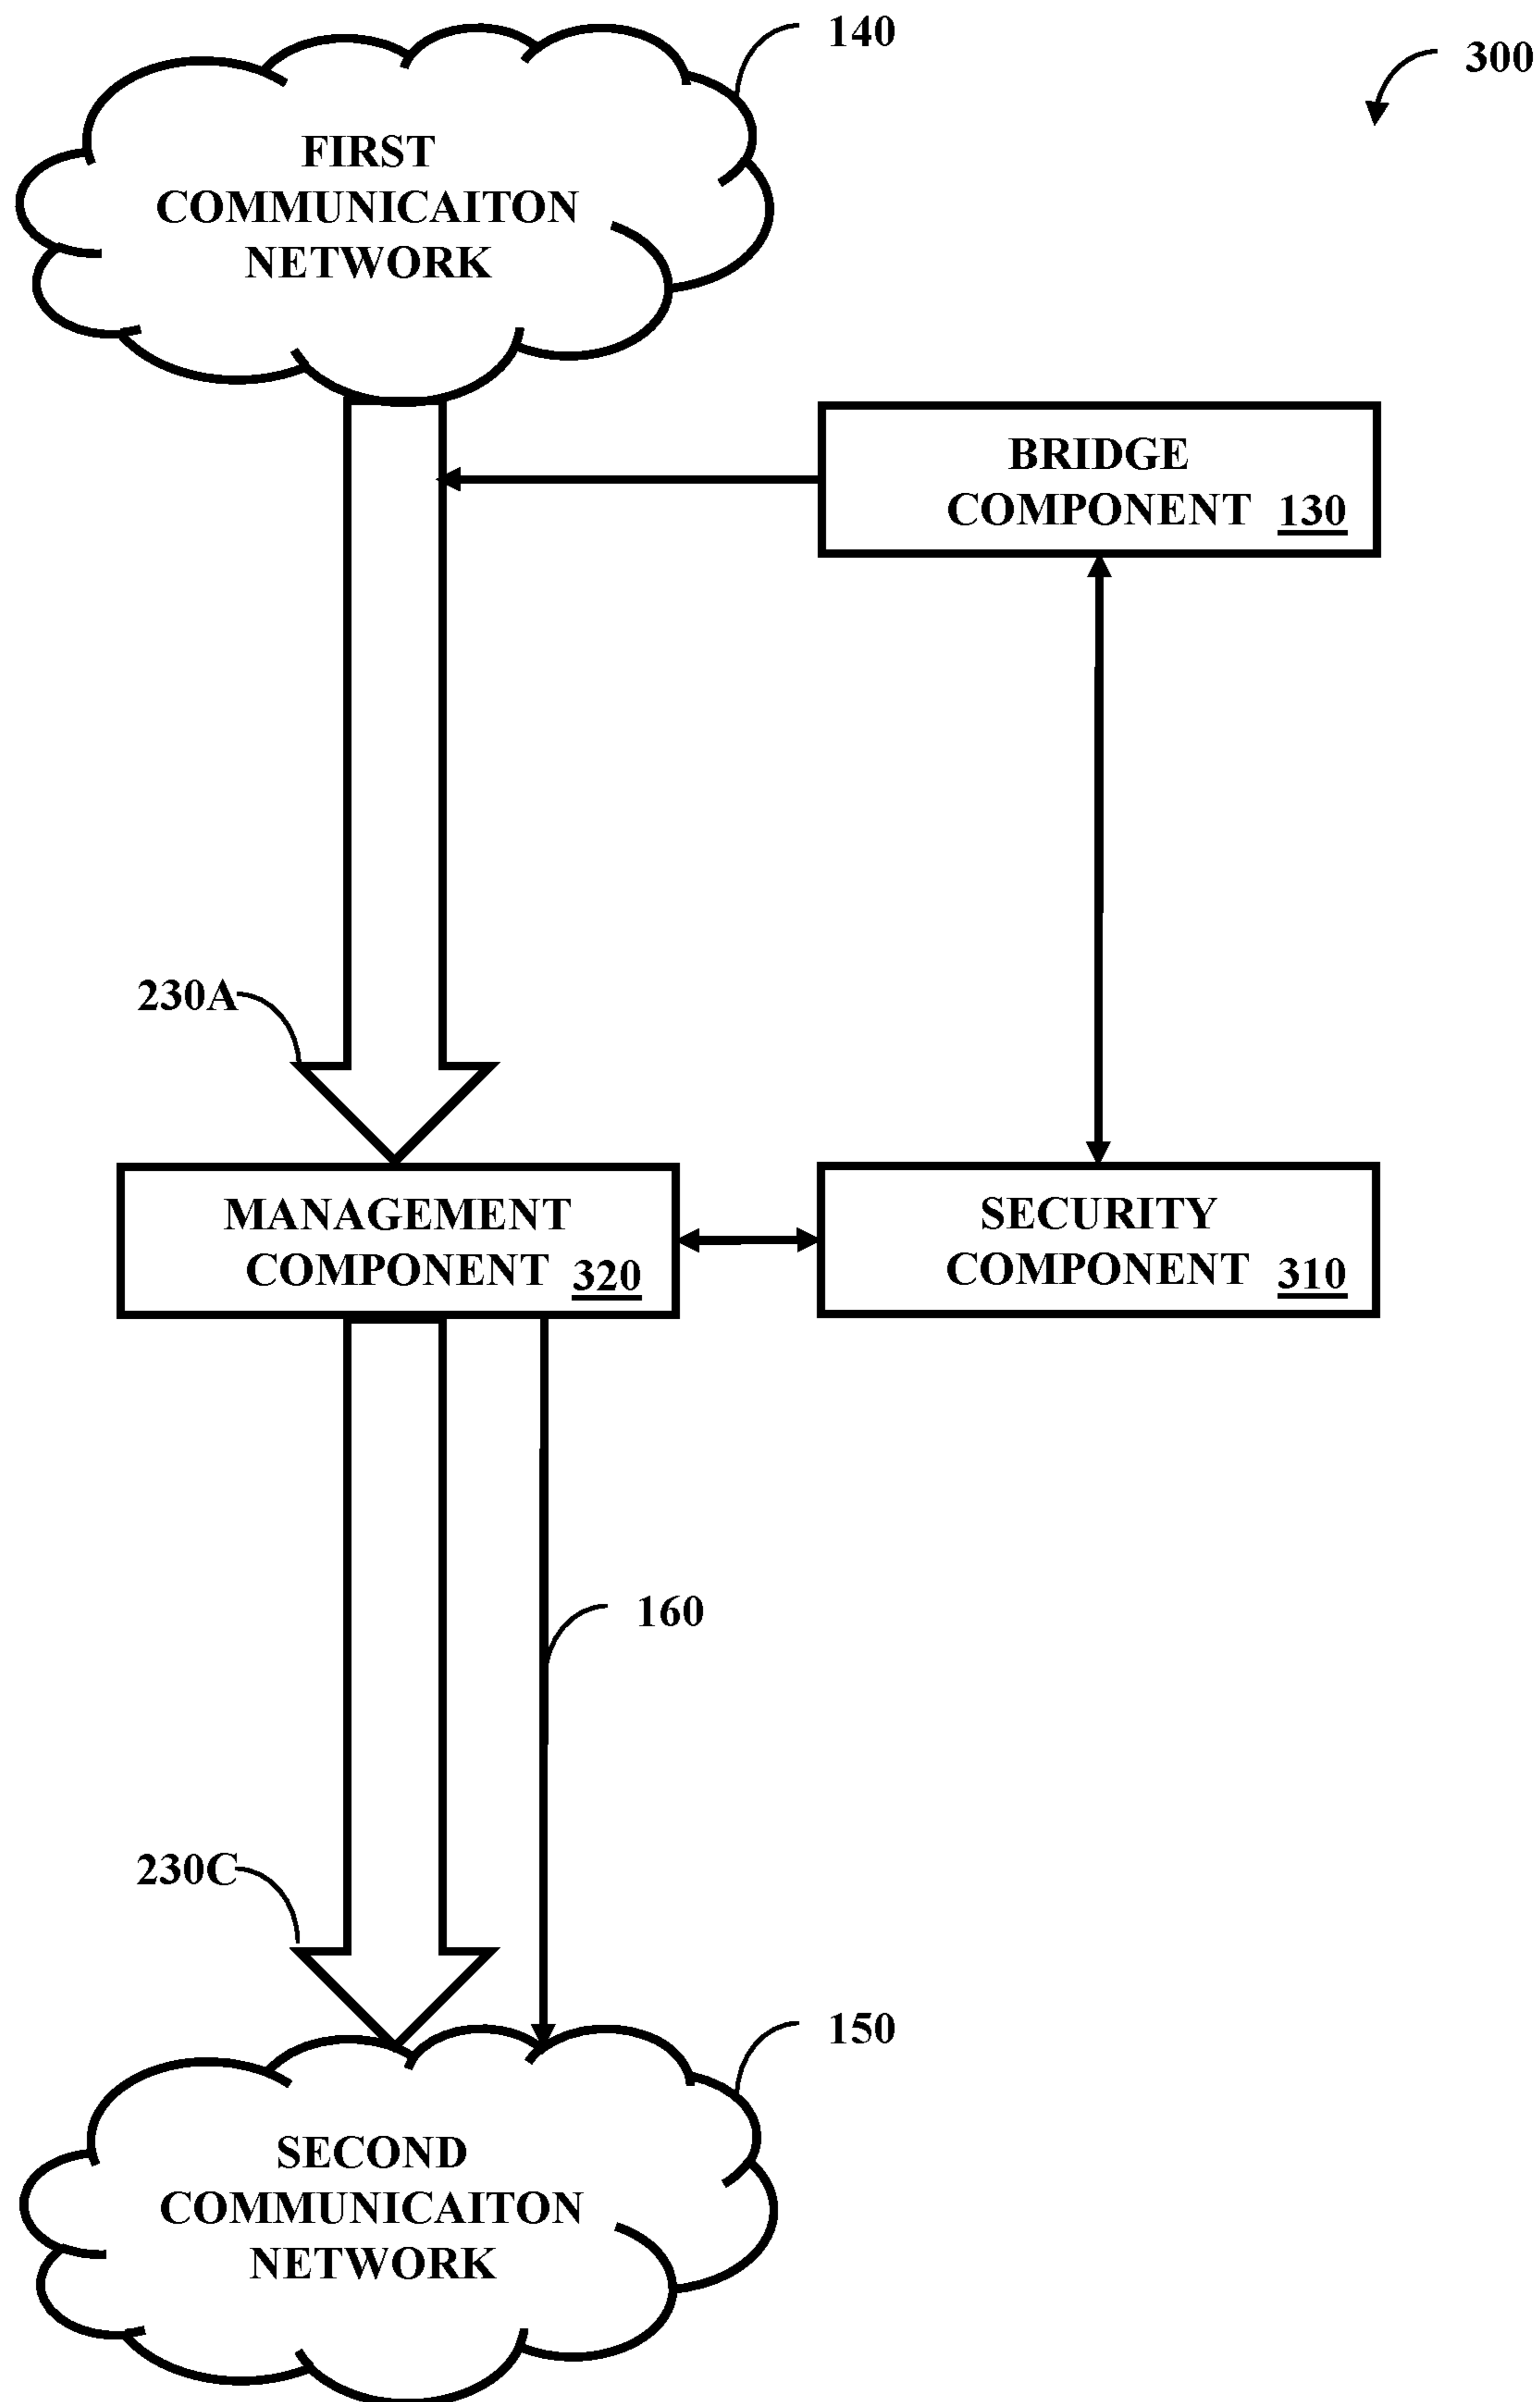 140
300
FIRST
COMMUNICAITON
NETWORK
BRIDGE
COMPONENT 130
230A
MANAGEMENT
COMPONENT 320
SECURITY
COMPONENT 310
160
230C
150
SECOND
COMMUNICAITON
NETWORK